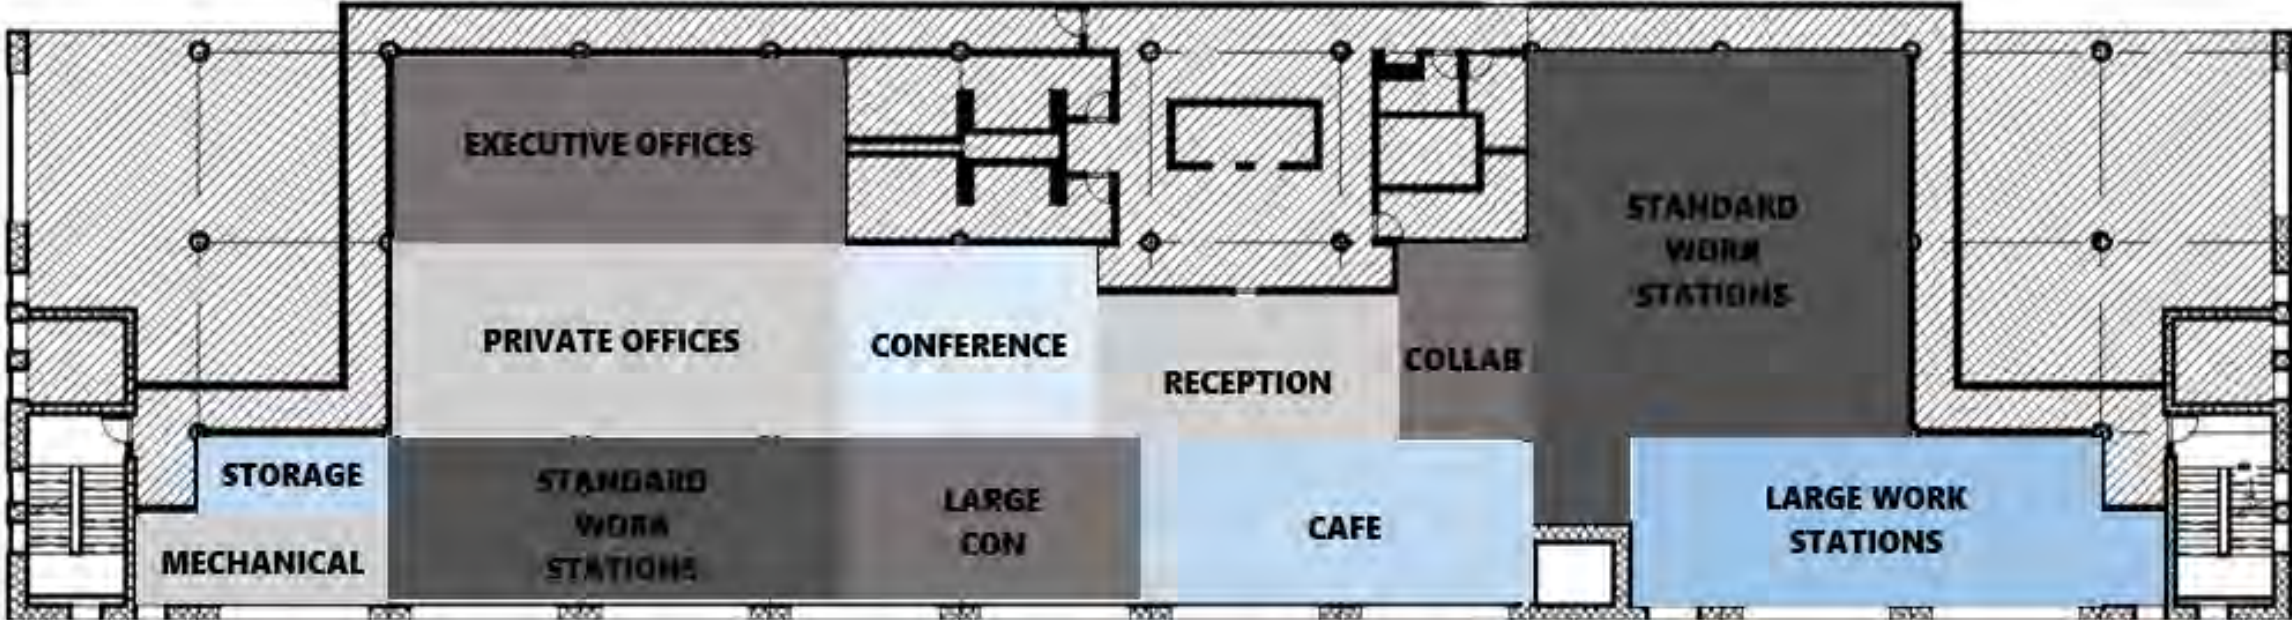 EXECUTIVE OFFICES
STANDARD
WORK
STATIONS
PRIVATE OFFICES
CONFERENCE
RECEPTION
COLLAB
STORAGE
MECHANICAL
STANDARD
WORK
STATIONS
LARGE
CON
CAFE
LARGE WORK
STATIONS